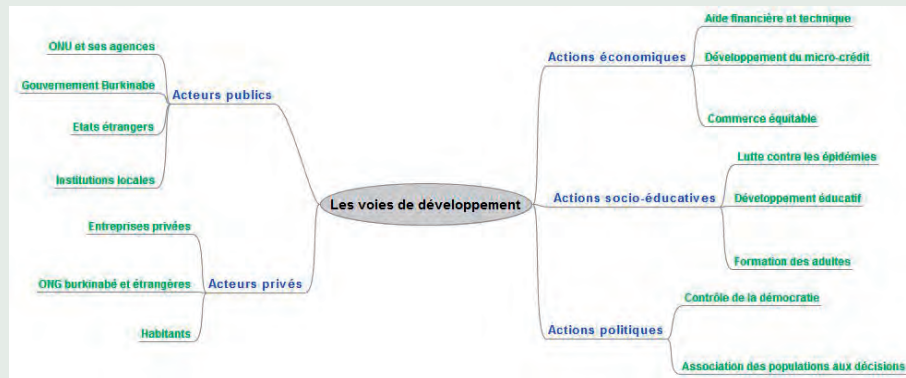 Les voies de développement
Acteurs publics
ONU et ses agences
Gouvernement Burkinabe
Etats étrangers
Institutions locales
Acteurs privés
Entreprises privées
ONG burkinabé et étrangères
Habitants
Actions économiques
Aide financière et technique
Développement du micro-crédit
Commerce équitable
Actions socio-éducatives
Lutte contre les épidémies
Développement éducatif
Formation des adultes
Actions politiques
Contrôle de la démocratie
Association des populations aux décisions